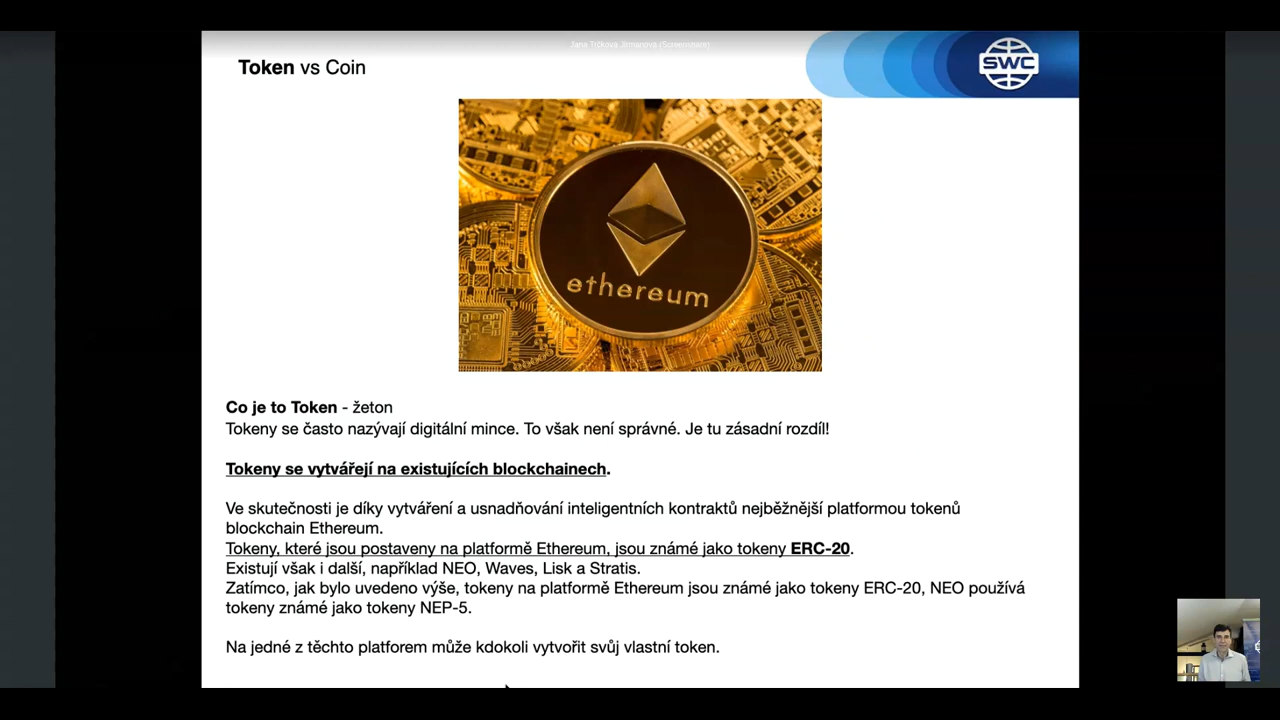 Jana Tičkova Jirmanova (Screenshare)
Token vs Coin
SWC
ethereum
Co je to Token - žeton
Tokeny se často nazývají digitální mince. To však není správné. Je tu zásadní rozdíl!
Tokeny se vytvářejí na existujících blockchainech.
Ve skutečnosti je díky vytváření a usnadňování inteligentních kontraktů nejběžnější platformou tokenů
blockchain Ethereum.
Tokeny, které jsou postaveny na platformě Ethereum, jsou známé jako tokeny ERC-20.
Existují však i další, například NEO, Waves, Lisk a Stratis.
Zatímco, jak bylo uvedeno výše, tokeny na platformě Ethereum jsou známé jako tokeny ERC-20, NEO používá
tokeny známé jako tokeny NEP-5.
Na jedné z těchto platforem může kdokoli vytvořit svůj vlastní token.